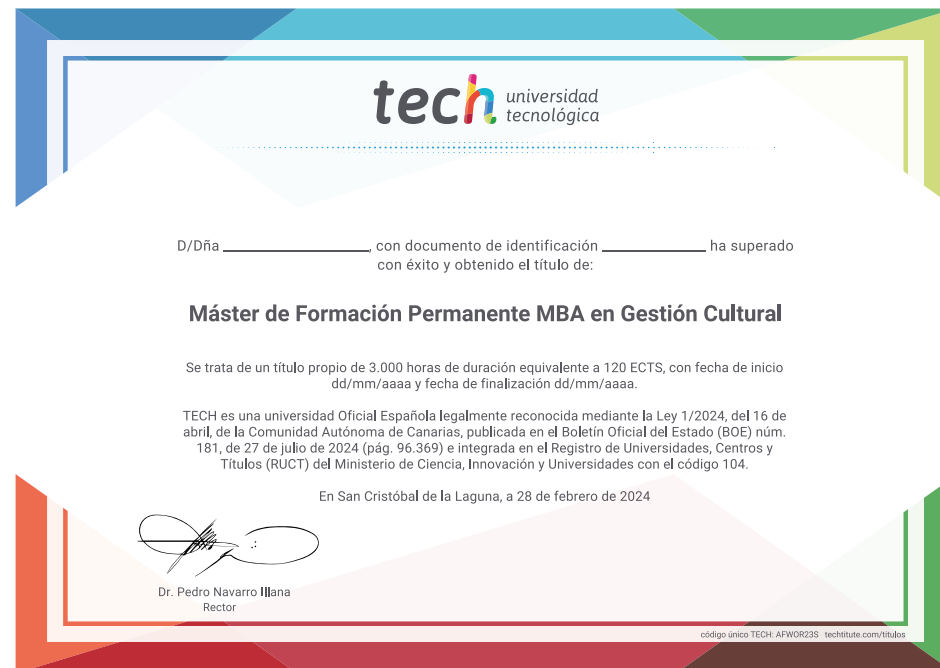 tech universidad
tecnológica
D/Dña ________________, con documento de identificación ____________ ha superado
con éxito y obtenido el título de:
Máster de Formación Permanente MBA en Gestión Cultural
Se trata de un título propio de 3.000 horas de duración equivalente a 120 ECTS, con fecha de inicio
dd/mm/aaaa y fecha de finalización dd/mm/aaaa.
TECH es una universidad Oficial Española legalmente reconocida mediante la Ley 1/2024, del 16 de
abril, de la Comunidad Autónoma de Canarias, publicada en el Boletín Oficial del Estado (BOE) núm.
181, de 27 de julio de 2024 (pág. 96.369) e integrada en el Registro de Universidades, Centros y
Títulos (RUCT) del Ministerio de Ciencia, Innovación y Universidades con el código 104.
En San Cristóbal de la Laguna, a 28 de febrero de 2024
Dr. Pedro Navarro Illana
Rector
código único TECH: AFWOR23S techtitute.com/titulos